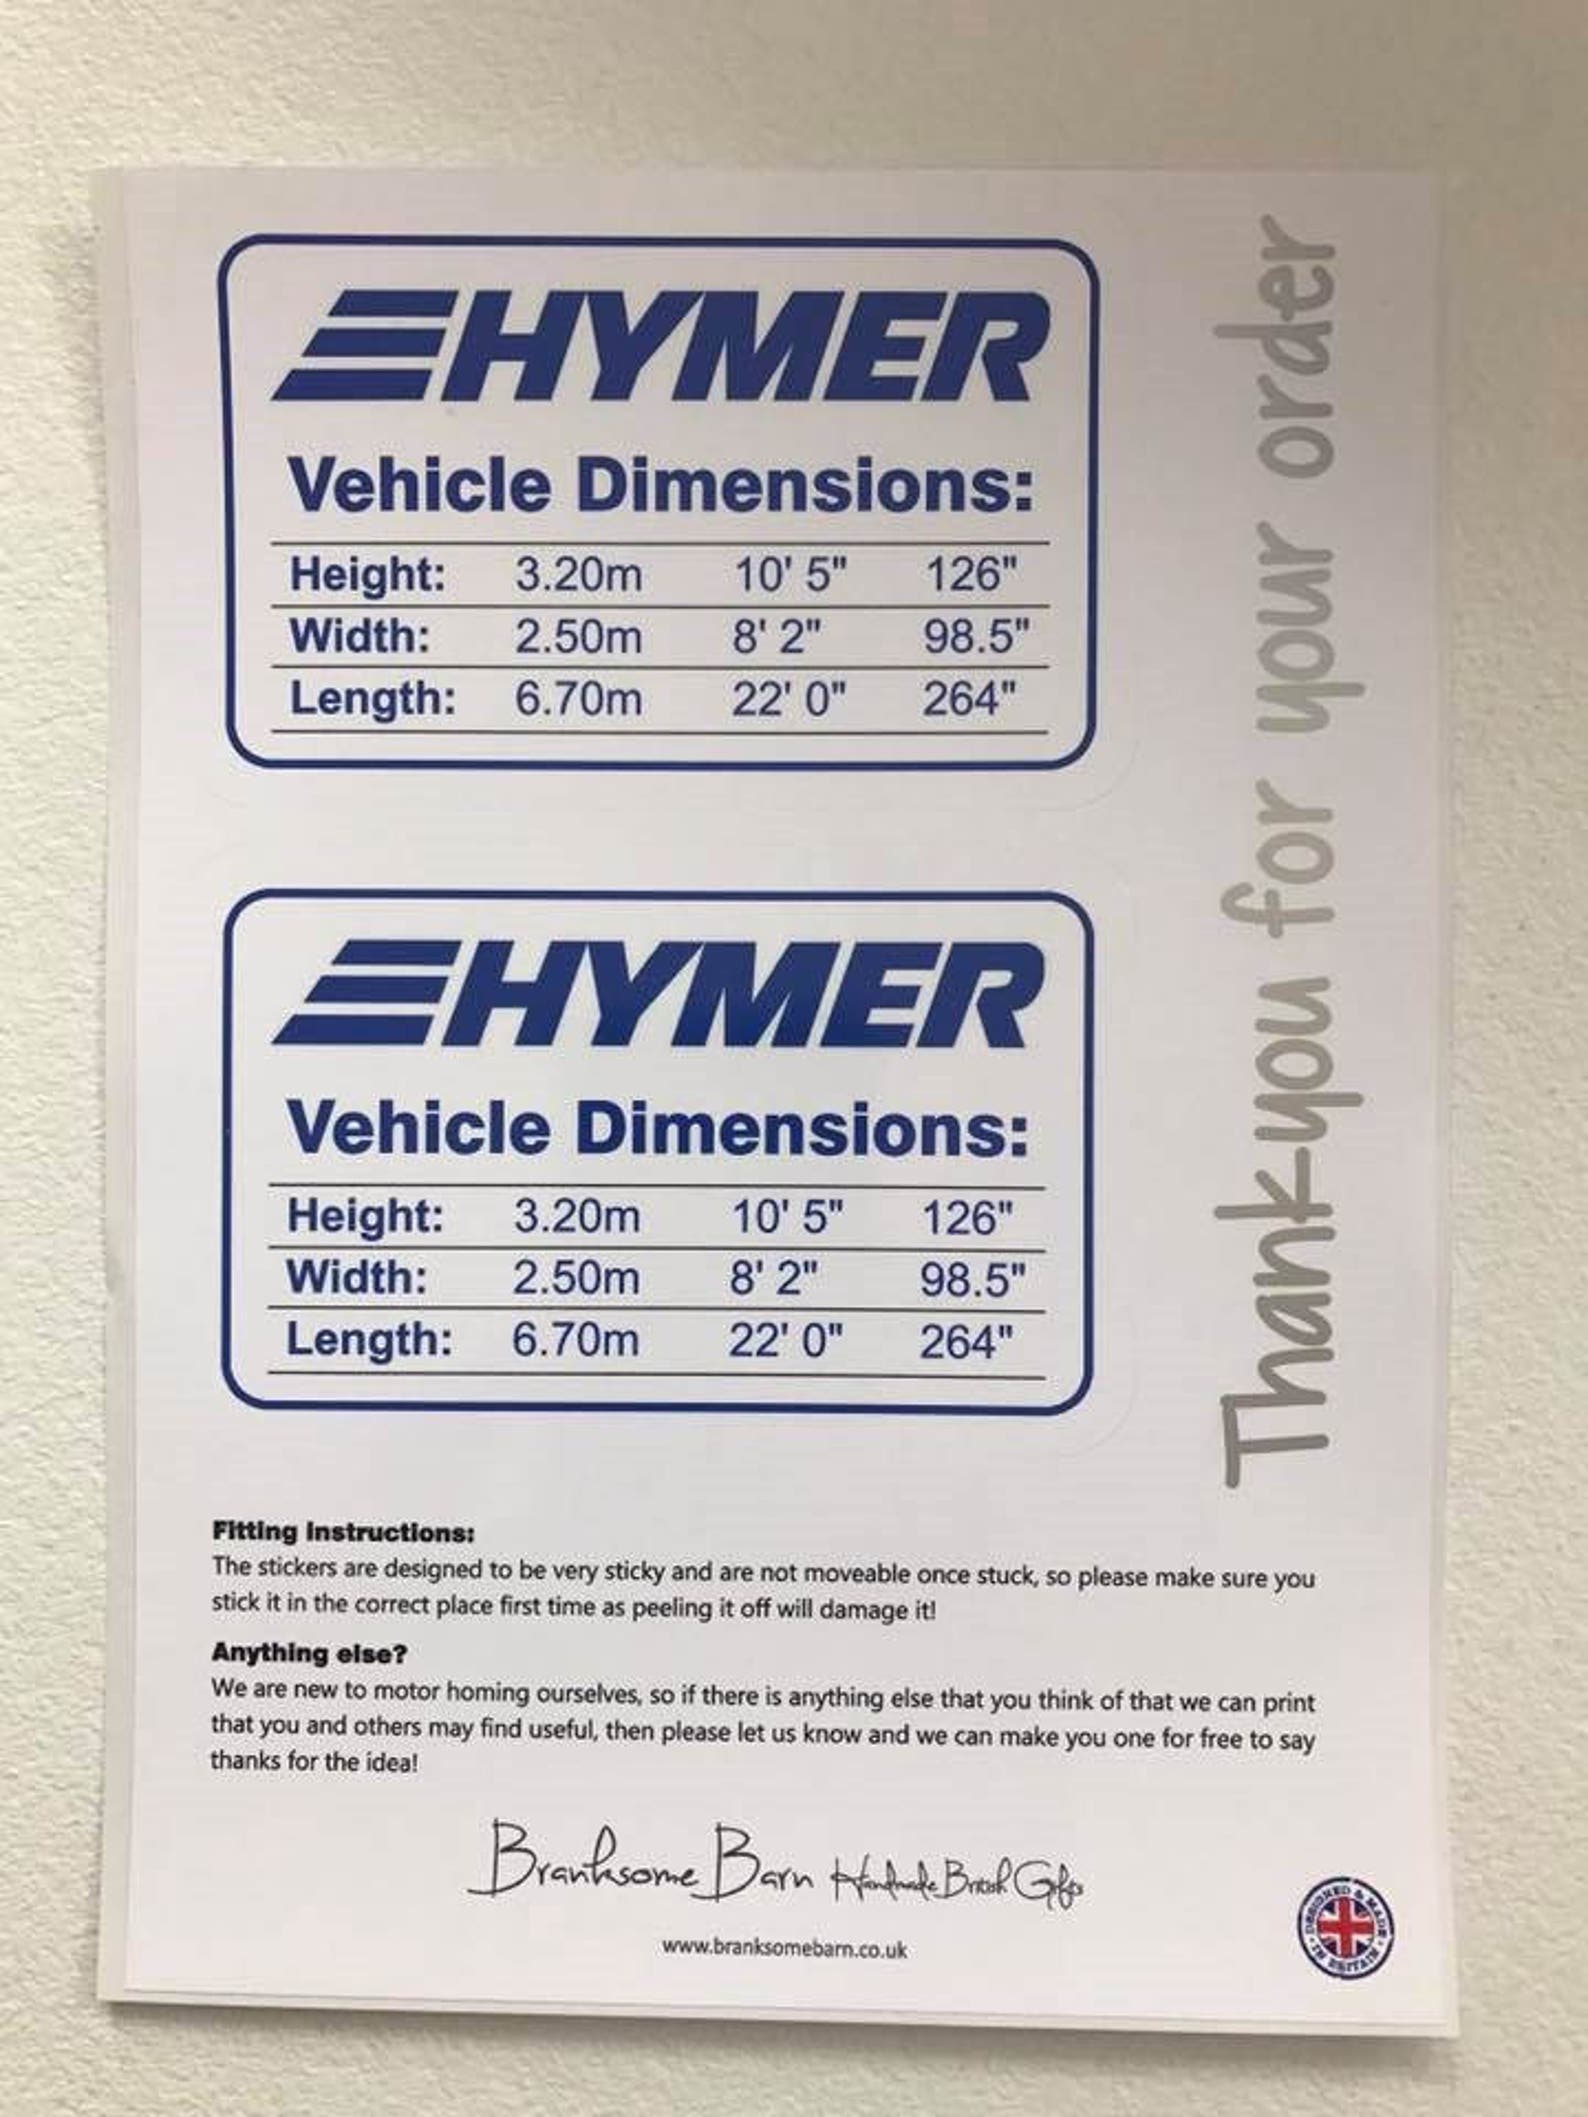 HYMER
Vehicle Dimensions:
Height: 3.20m 10' 5" 126"
Width: 2.50m 8' 2" 98.5"
Length: 6.70m 22' 0" 264"
HYMER
Vehicle Dimensions:
Height: 3.20m 10' 5" 126"
Width: 2.50m 8' 2" 98.5"
Length: 6.70m 22' 0" 264"
Thank you for your order
Fitting Instructions:
The stickers are designed to be very sticky and are not moveable once stuck, so please make sure you
stick it in the correct place first time as peeling it off will damage it!
Anything else?
We are new to motor homing ourselves, so if there is anything else that you think of that we can print
that you and others may find useful, then please let us know and we can make you one for free to say
thanks for the idea!
Branksome Barn Handmade British Gifts
www.branksomebarn.co.uk
DESIGNED & MADE
IN BRITAIN